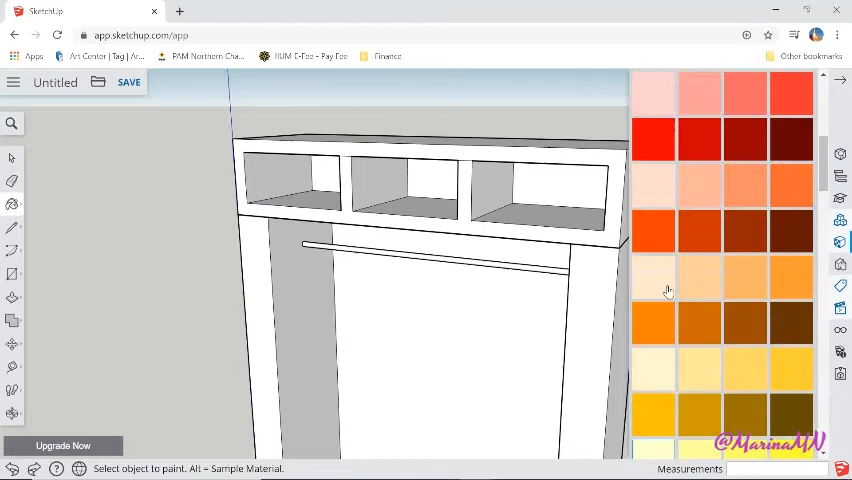 SketchUp
app.sketchup.com/app
Apps
Art Center | Tag | Ar...
PAM Northern Cha...
IIUM E-Fee - Pay Fee
Finance
Other bookmarks
Untitled
SAVE
@MarinaMN
Upgrade Now
Select object to paint. Alt = Sample Material.
Measurements